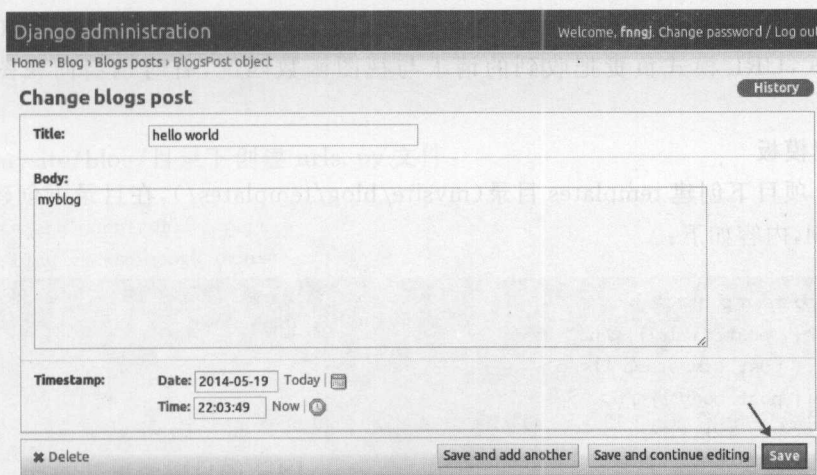 Django administration
Welcome, fnngj. Change password / Log out
Home › Blog › Blogs posts › BlogsPost object
Change blogs post
History
Title: hello world
Body:
myblog
Timestamp: Date: 2014-05-19 Today |
Time: 22:03:49 Now |
✖ Delete
Save and add another
Save and continue editing
Save